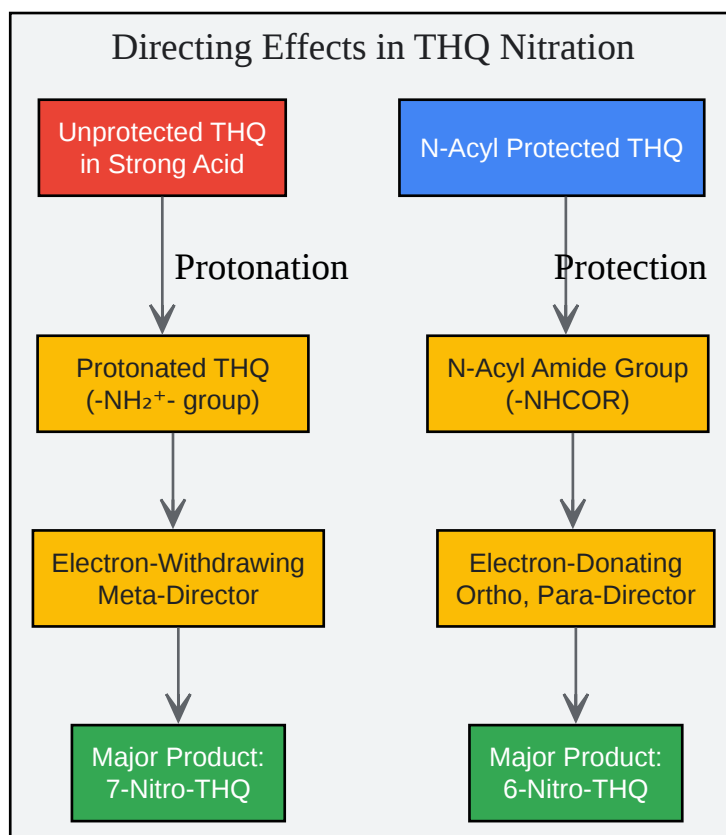 Directing Effects in THQ Nitration
Unprotected THQ
in Strong Acid
N-Acyl Protected THQ
Protonation
Protection
Protonated THQ
(-NH₂⁺- group)
N-Acyl Amide Group
(-NHCOR)
Electron-Withdrawing
Meta-Director
Electron-Donating
Ortho, Para-Director
Major Product:
7-Nitro-THQ
Major Product:
6-Nitro-THQ